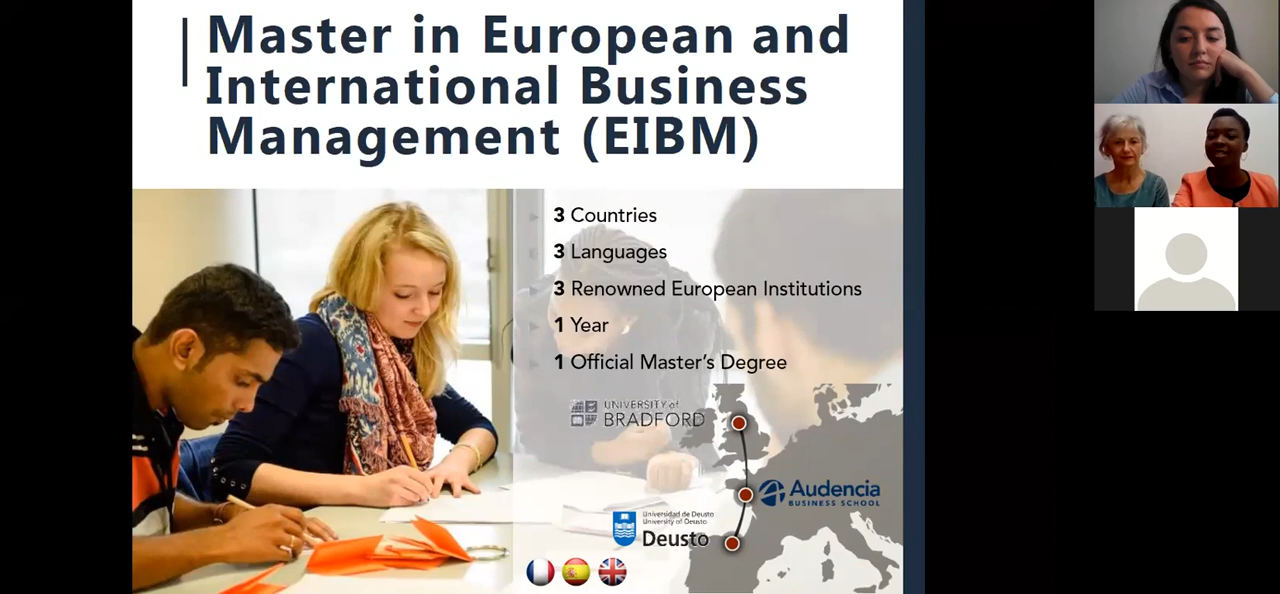 Master in European and
International Business
Management (EIBM)
3 Countries
3 Languages
3 Renowned European Institutions
1 Year
1 Official Master's Degree
UNIVERSITY of
BRADFORD
Audencia
BUSINESS SCHOOL
Universidad de Deusto
University of Deusto
Deusto